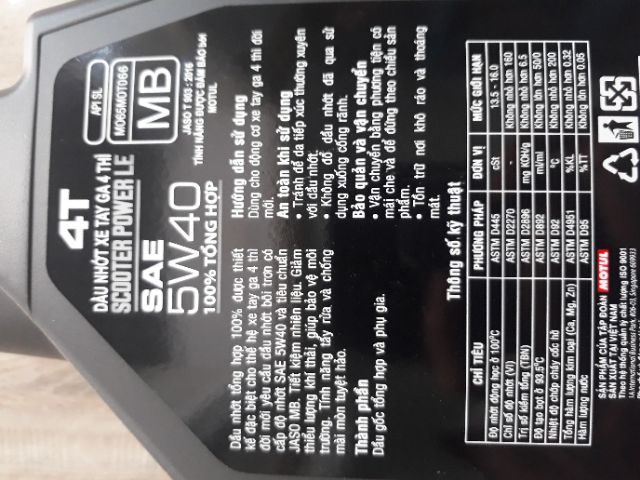 4T
DẦU NHỚT XE TAY GA 4 THÌ
SCOOTER POWER LE
SAE
5W40
100% TỔNG HỢP
API SL
MO65MOT066
MB
JASO T 903 : 2016
TÍNH NĂNG ĐƯỢC ĐẢM BẢO BỞI
MOTUL
Dầu nhớt tổng hợp 100% được thiết
kế đặc biệt cho thế hệ xe tay ga 4 thì
đời mới yêu cầu dầu nhớt bôi trơn có
cấp độ nhớt SAE 5W40 và tiêu chuẩn
JASO MB. Tiết kiệm nhiên liệu. Giảm
thiểu lượng khí thải, giúp bảo vệ môi
trường. Tính năng tẩy rửa và chống
mài mòn tuyệt hảo.
Thành phần
Dầu gốc tổng hợp và phụ gia.
Hướng dẫn sử dụng
Dùng cho động cơ xe tay ga 4 thì đời
mới.
An toàn khi sử dụng
• Tránh để da tiếp xúc thường xuyên
với dầu nhớt.
• Không đổ dầu nhớt đã qua sử
dụng xuống cống rãnh.
Bảo quản và vận chuyển
• Vận chuyển bằng phương tiện có
mái che và để đứng theo chiều sản
phẩm.
• Tồn trữ nơi khô ráo và thoáng
mát.
Thông số kỹ thuật
CHỈ TIÊU PHƯƠNG PHÁP ĐƠN VỊ MỨC GIỚI HẠN
Độ nhớt động học ở 100°C ASTM D445 cSt 13.5 - 16.0
Chỉ số độ nhớt (VI) ASTM D2270 - Không nhỏ hơn 160
Trị số kiềm tổng (TBN) ASTM D2896 mg KOH/g Không nhỏ hơn 6.5
Độ tạo bọt ở 93.5°C ASTM D892 ml/ml Không lớn hơn 50/0
Nhiệt độ chớp cháy cốc hở ASTM D92 °C Không nhỏ hơn 200
Tổng hàm lượng kim loại (Ca, Mg, Zn) ASTM D4951 %KL Không nhỏ hơn 0.32
Hàm lượng nước ASTM D95 %TT Không lớn hơn 0.05
SẢN PHẨM CỦA TẬP ĐOÀN MOTUL
SẢN XUẤT TẠI VIỆT NAM
Theo hệ thống quản lý chất lượng ISO 9001